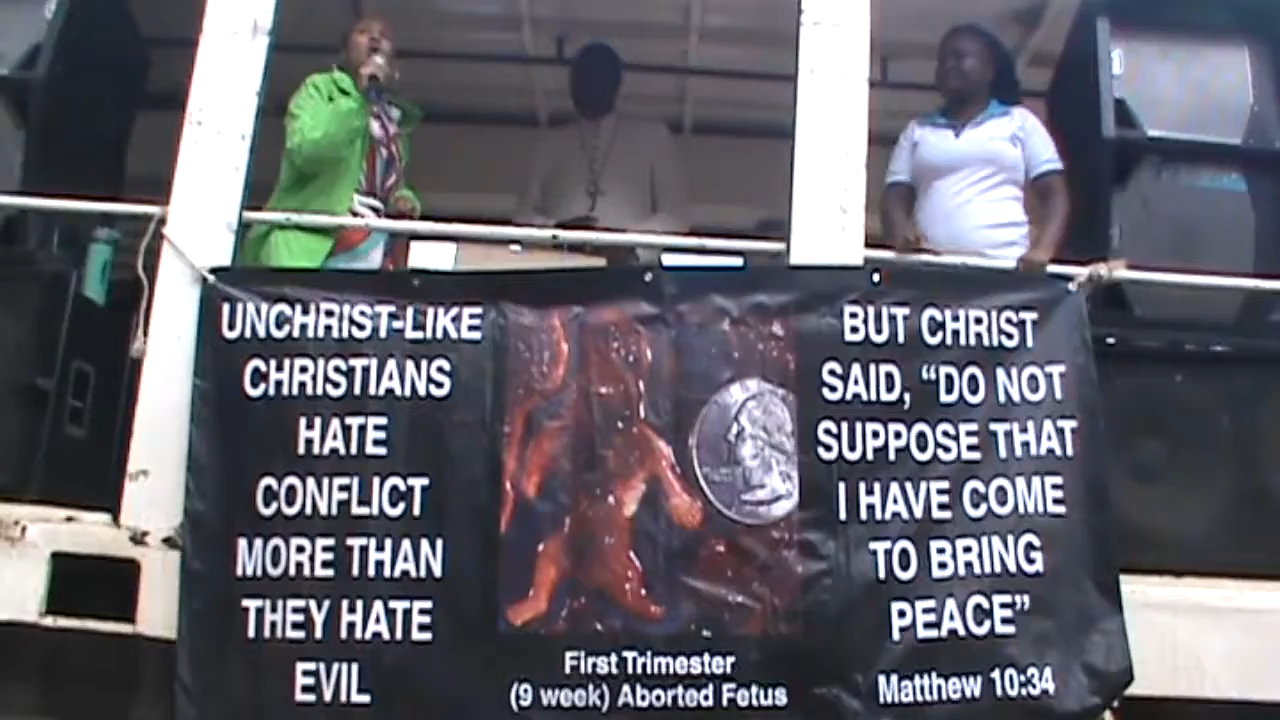 UNCHRIST-LIKE
CHRISTIANS
HATE
CONFLICT
MORE THAN
THEY HATE
EVIL
First Trimester
(9 week) Aborted Fetus
BUT CHRIST
SAID, “DO NOT
SUPPOSE THAT
I HAVE COME
TO BRING
PEACE”
Matthew 10:34